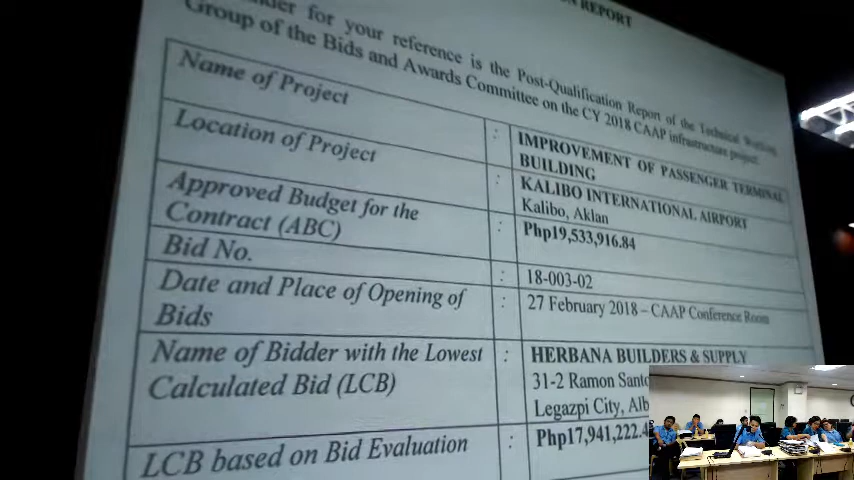 REPORT
for your reference is the Post-Qualification Report of the Technical Working
Group of the Bids and Awards Committee on the CY 2018 CAAP infrastructure project
Name of Project : IMPROVEMENT OF PASSENGER TERMINAL
BUILDING
Location of Project : KALIBO INTERNATIONAL AIRPORT
Kalibo, Aklan
Approved Budget for the : Php19,533,916.84
Contract (ABC)
Bid No. : 18-003-02
Date and Place of Opening of : 27 February 2018 – CAAP Conference Room
Bids
Name of Bidder with the Lowest : HERBANA BUILDERS & SUPPLY
Calculated Bid (LCB) 31-2 Ramon
Legazpi City,
LCB based on Bid Evaluation : Php17,941,222.4